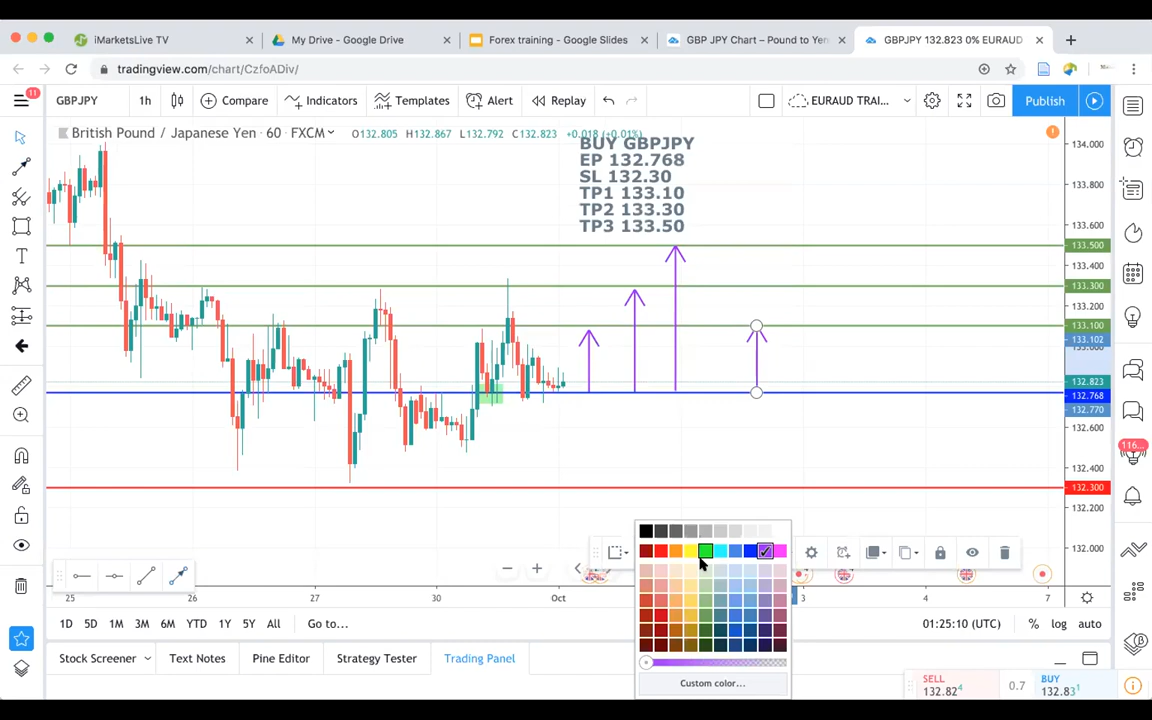 iMarketsLive TV
My Drive - Google Drive
Forex training - Google Slides
GBP JPY Chart – Pound to Yen
GBPJPY 132.823 0% EURAUD
tradingview.com/chart/CzfoADiv/
11
GBPJPY
1h
Compare
Indicators
Templates
Alert
Replay
EURAUD TRAI...
Publish
British Pound / Japanese Yen · 60 · FXCM
O132.805 H132.867 L132.792 C132.823 +0.018 (+0.01%)
BUY GBPJPY
EP 132.768
SL 132.30
TP1 133.10
TP2 133.30
TP3 133.50
134.000
133.800
133.600
133.500
133.400
133.300
133.200
133.100
133.102
133.000
132.823
132.768
132.770
132.600
132.400
132.300
132.200
132.000
116...
25
26
27
30
Oct
3
4
7
1D
5D
1M
3M
6M
YTD
1Y
5Y
All
Go to...
01:25:10 (UTC)
%
log
auto
Stock Screener
Text Notes
Pine Editor
Strategy Tester
Trading Panel
Custom color...
SELL
132.82⁴
0.7
BUY
132.83¹